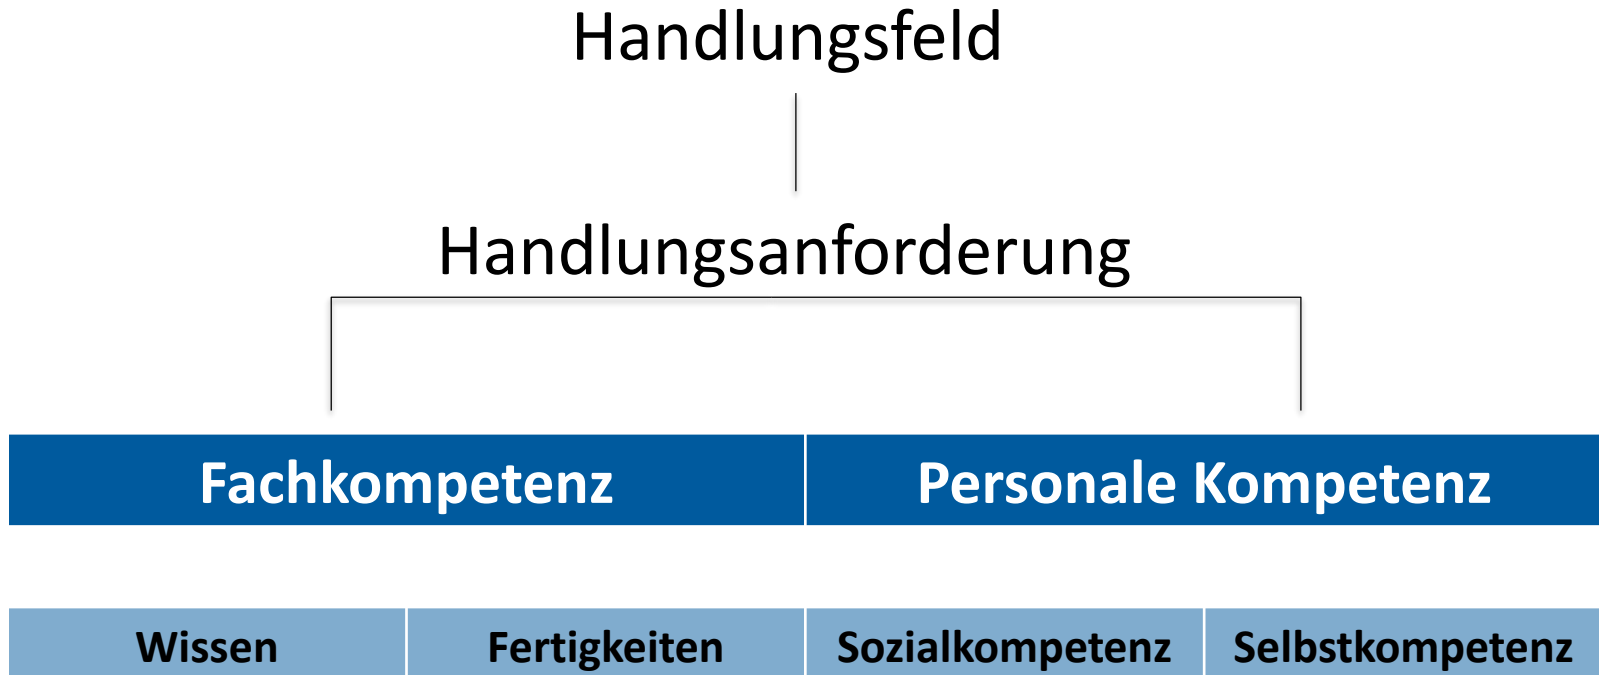 Handlungsfeld
Handlungsanforderung
Fachkompetenz Personale Kompetenz
Wissen Fertigkeiten Sozialkompetenz Selbstkompetenz